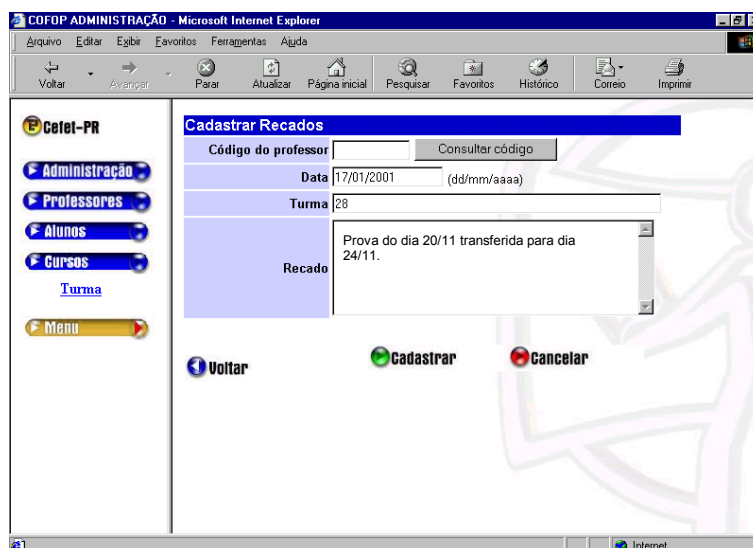 COFOP ADMINISTRAÇÃO - Microsoft Internet Explorer
Arquivo Editar Exibir Favoritos Ferramentas Ajuda
Voltar Avançar Parar Atualizar Página inicial Pesquisar Favoritos Histórico Correio Imprimir
Cefet-PR
Administração
Professores
Alunos
Cursos
Turma
Menu
Cadastrar Recados
Código do professor Consultar código
Data 17/01/2001 (dd/mm/aaaa)
Turma 28
Recado Prova do dia 20/11 transferida para dia
24/11.
Voltar Cadastrar Cancelar
Internet